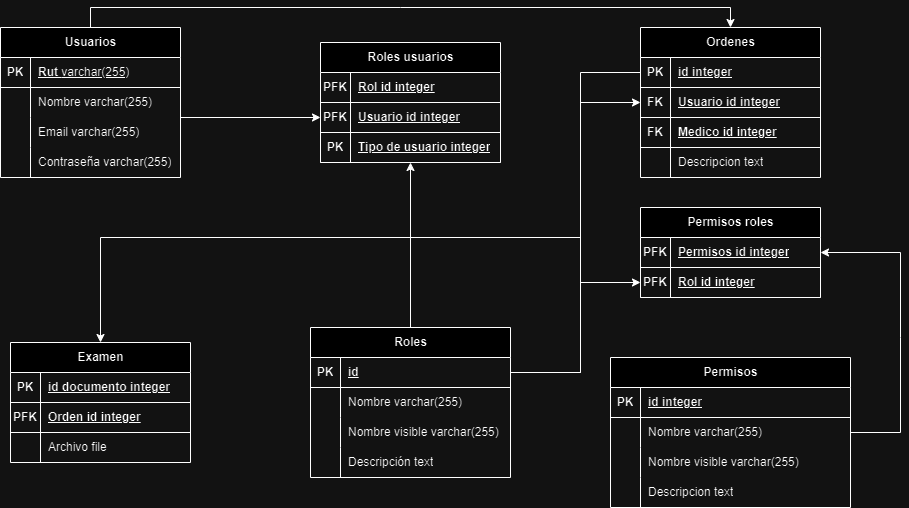 Usuarios
PK Rut varchar(255)
Nombre varchar(255)
Email varchar(255)
Contraseña varchar(255)
Roles usuarios
PFK Rol id integer
PFK Usuario id integer
PK Tipo de usuario integer
Ordenes
PK id integer
FK Usuario id integer
FK Medico id integer
Descripcion text
Permisos roles
PFK Permisos id integer
PFK Rol id integer
Examen
PK id documento integer
PFK Orden id integer
Archivo file
Roles
PK id
Nombre varchar(255)
Nombre visible varchar(255)
Descripción text
Permisos
PK id integer
Nombre varchar(255)
Nombre visible varchar(255)
Descripcion text